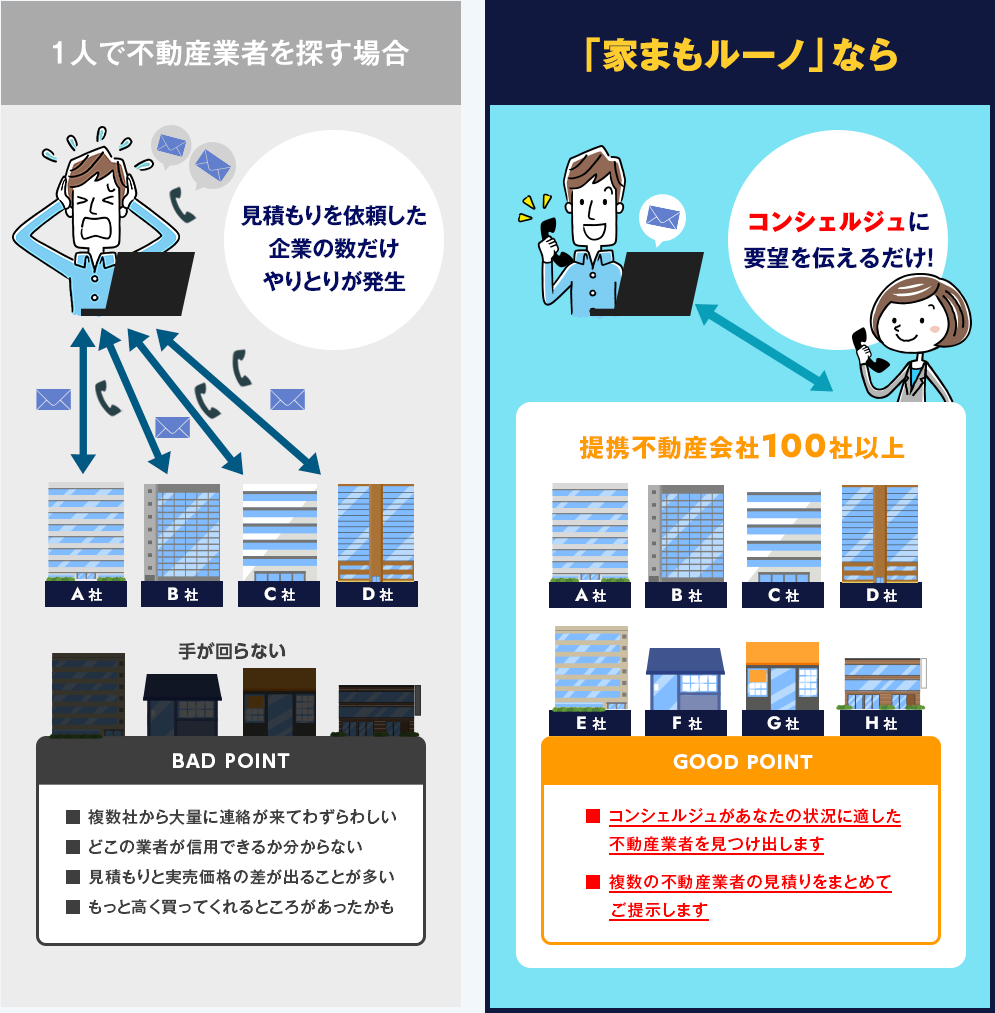 1人で不動産業者を探す場合
見積もりを依頼した
企業の数だけ
やりとりが発生
A社
B社
C社
D社
手が回らない
BAD POINT
■ 複数社から大量に連絡が来てわずらわしい
■ どこの業者が信用できるか分からない
■ 見積もりと実売価格の差が出ることが多い
■ もっと高く買ってくれるところがあったかも
「家まもルーノ」なら
コンシェルジュに
要望を伝えるだけ!
提携不動産会社100社以上
A社
B社
C社
D社
E社
F社
G社
H社
GOOD POINT
■ コンシェルジュがあなたの状況に適した
不動産業者を見つけ出します
■ 複数の不動産業者の見積りをまとめて
ご提示します